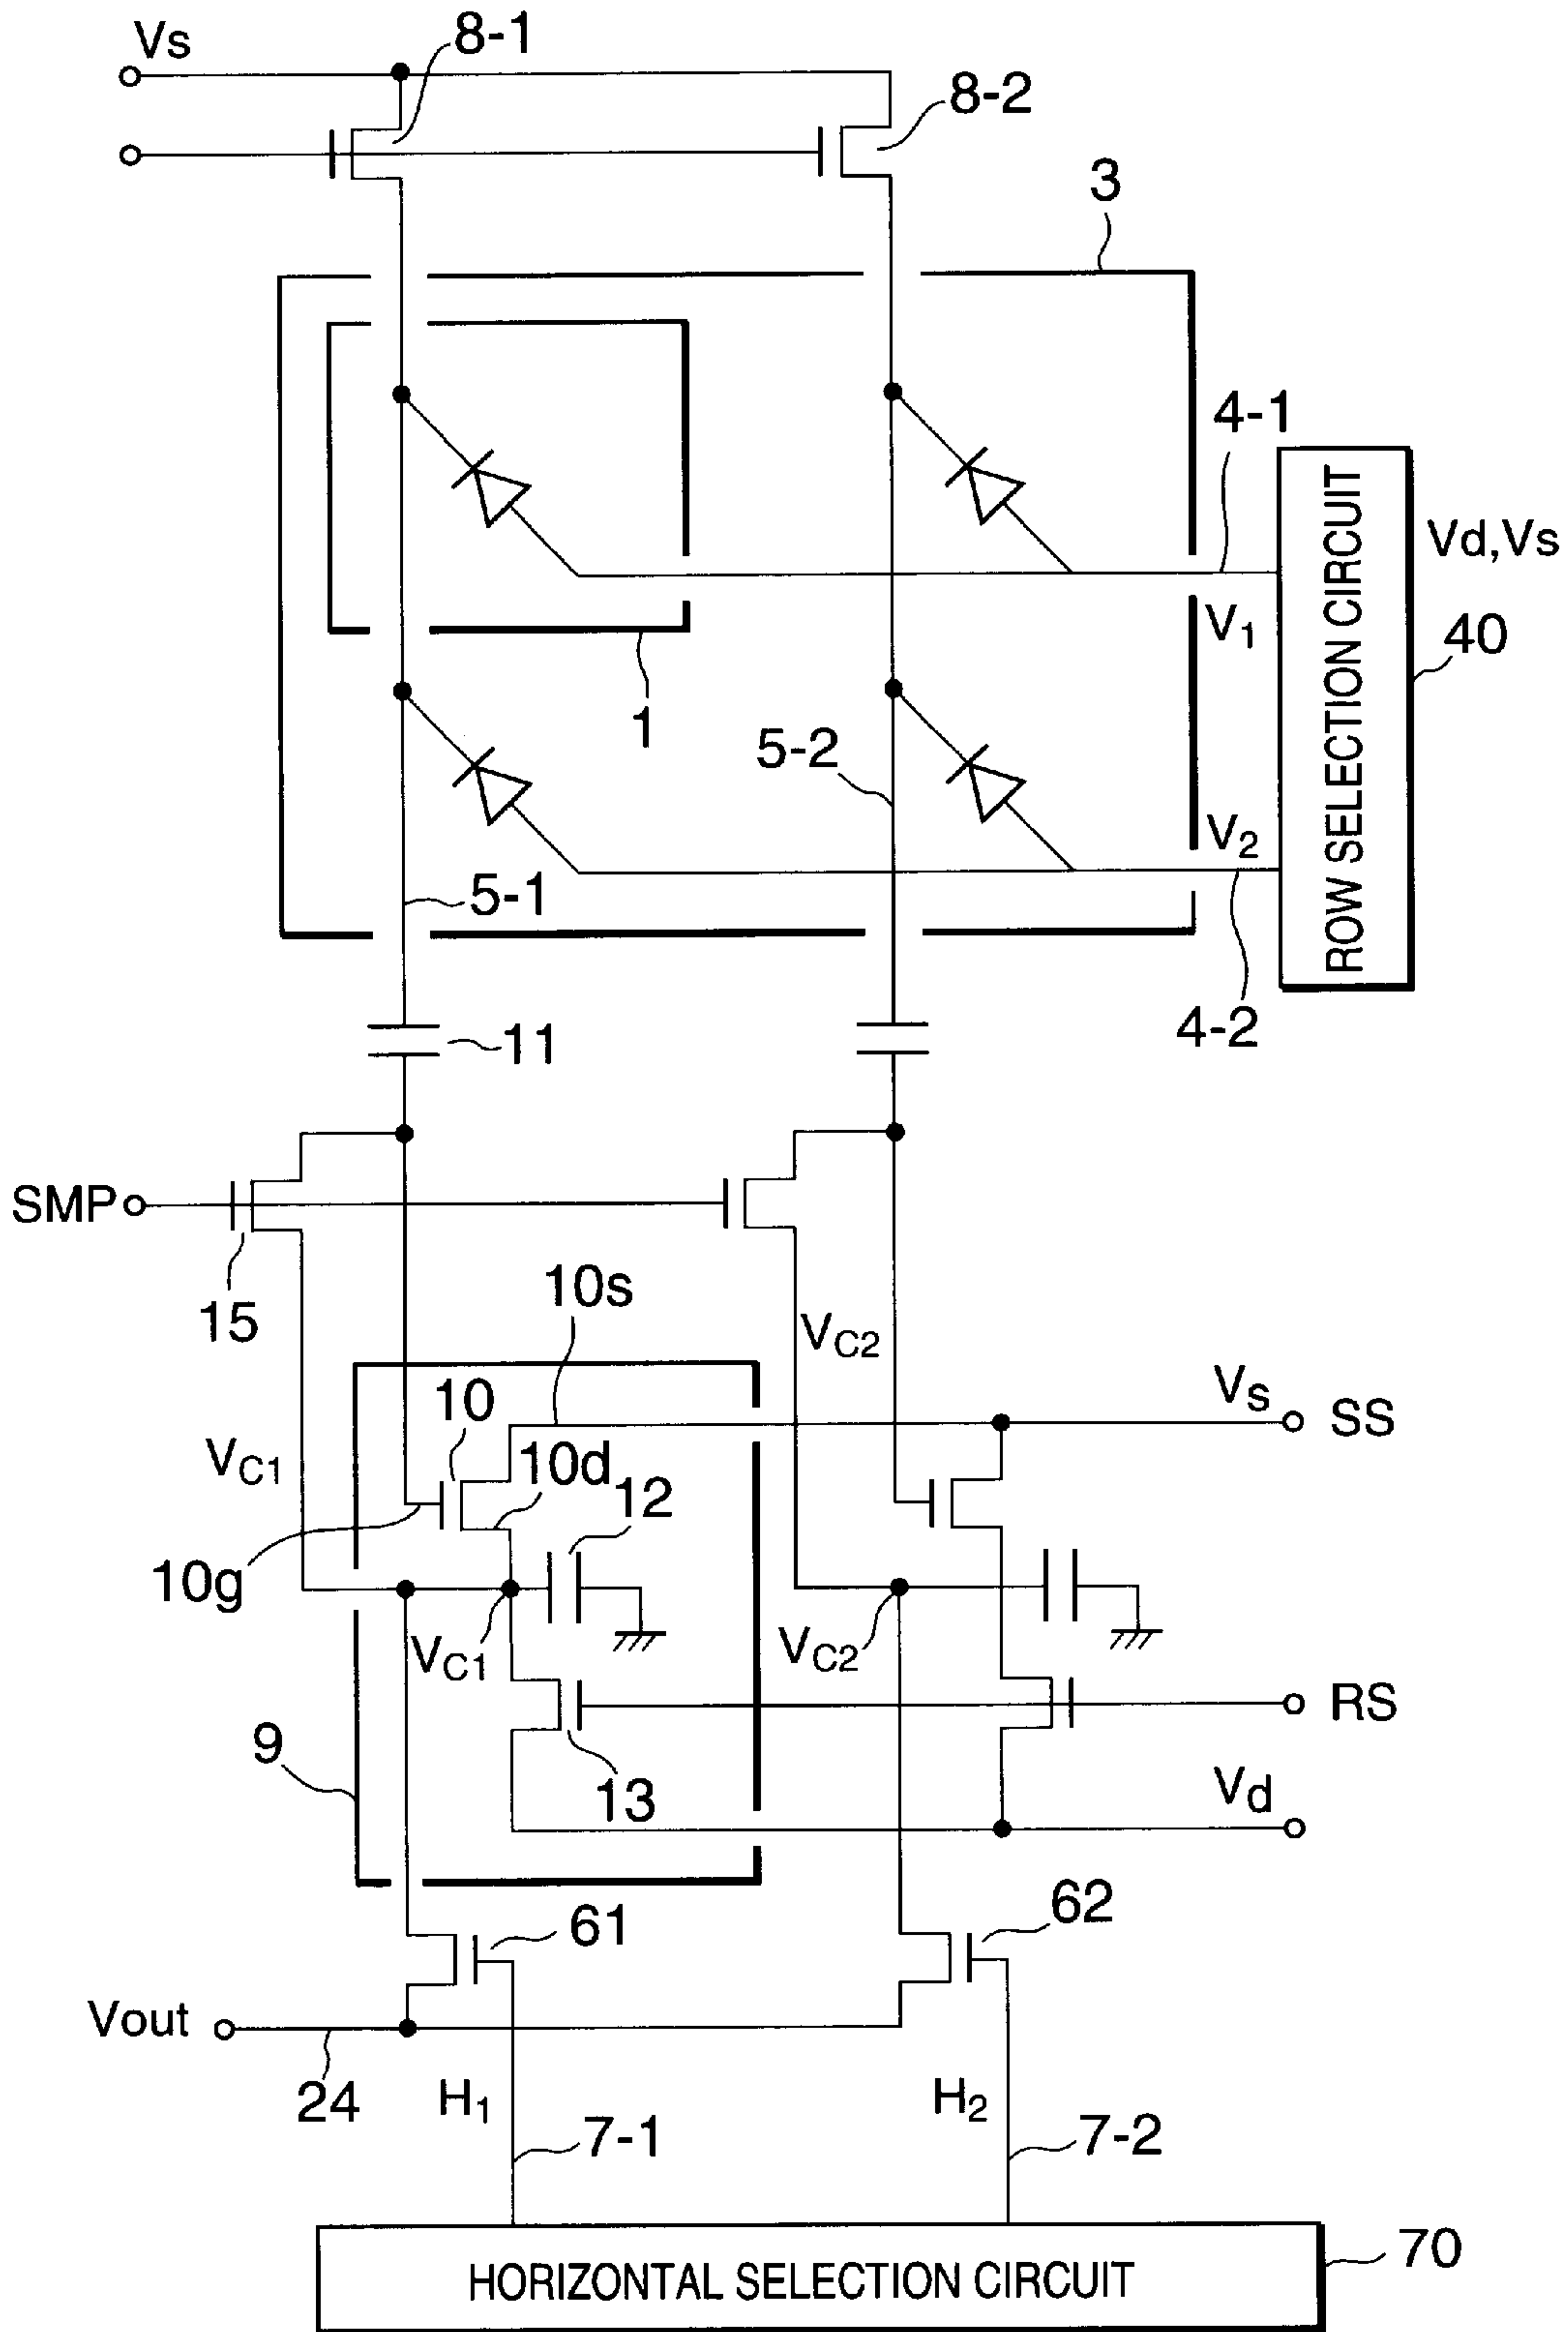 Vs
8-1
8-2
3
4-1
Vd,Vs
ROW SELECTION CIRCUIT
V1
40
1
5-2
V2
5-1
4-2
11
SMP
15
10s
VC2
Vs
SS
10
VC1
10d
12
10g
VC1
VC2
RS
9
13
Vd
61
62
Vout
24
H1
H2
7-1
7-2
HORIZONTAL SELECTION CIRCUIT
70